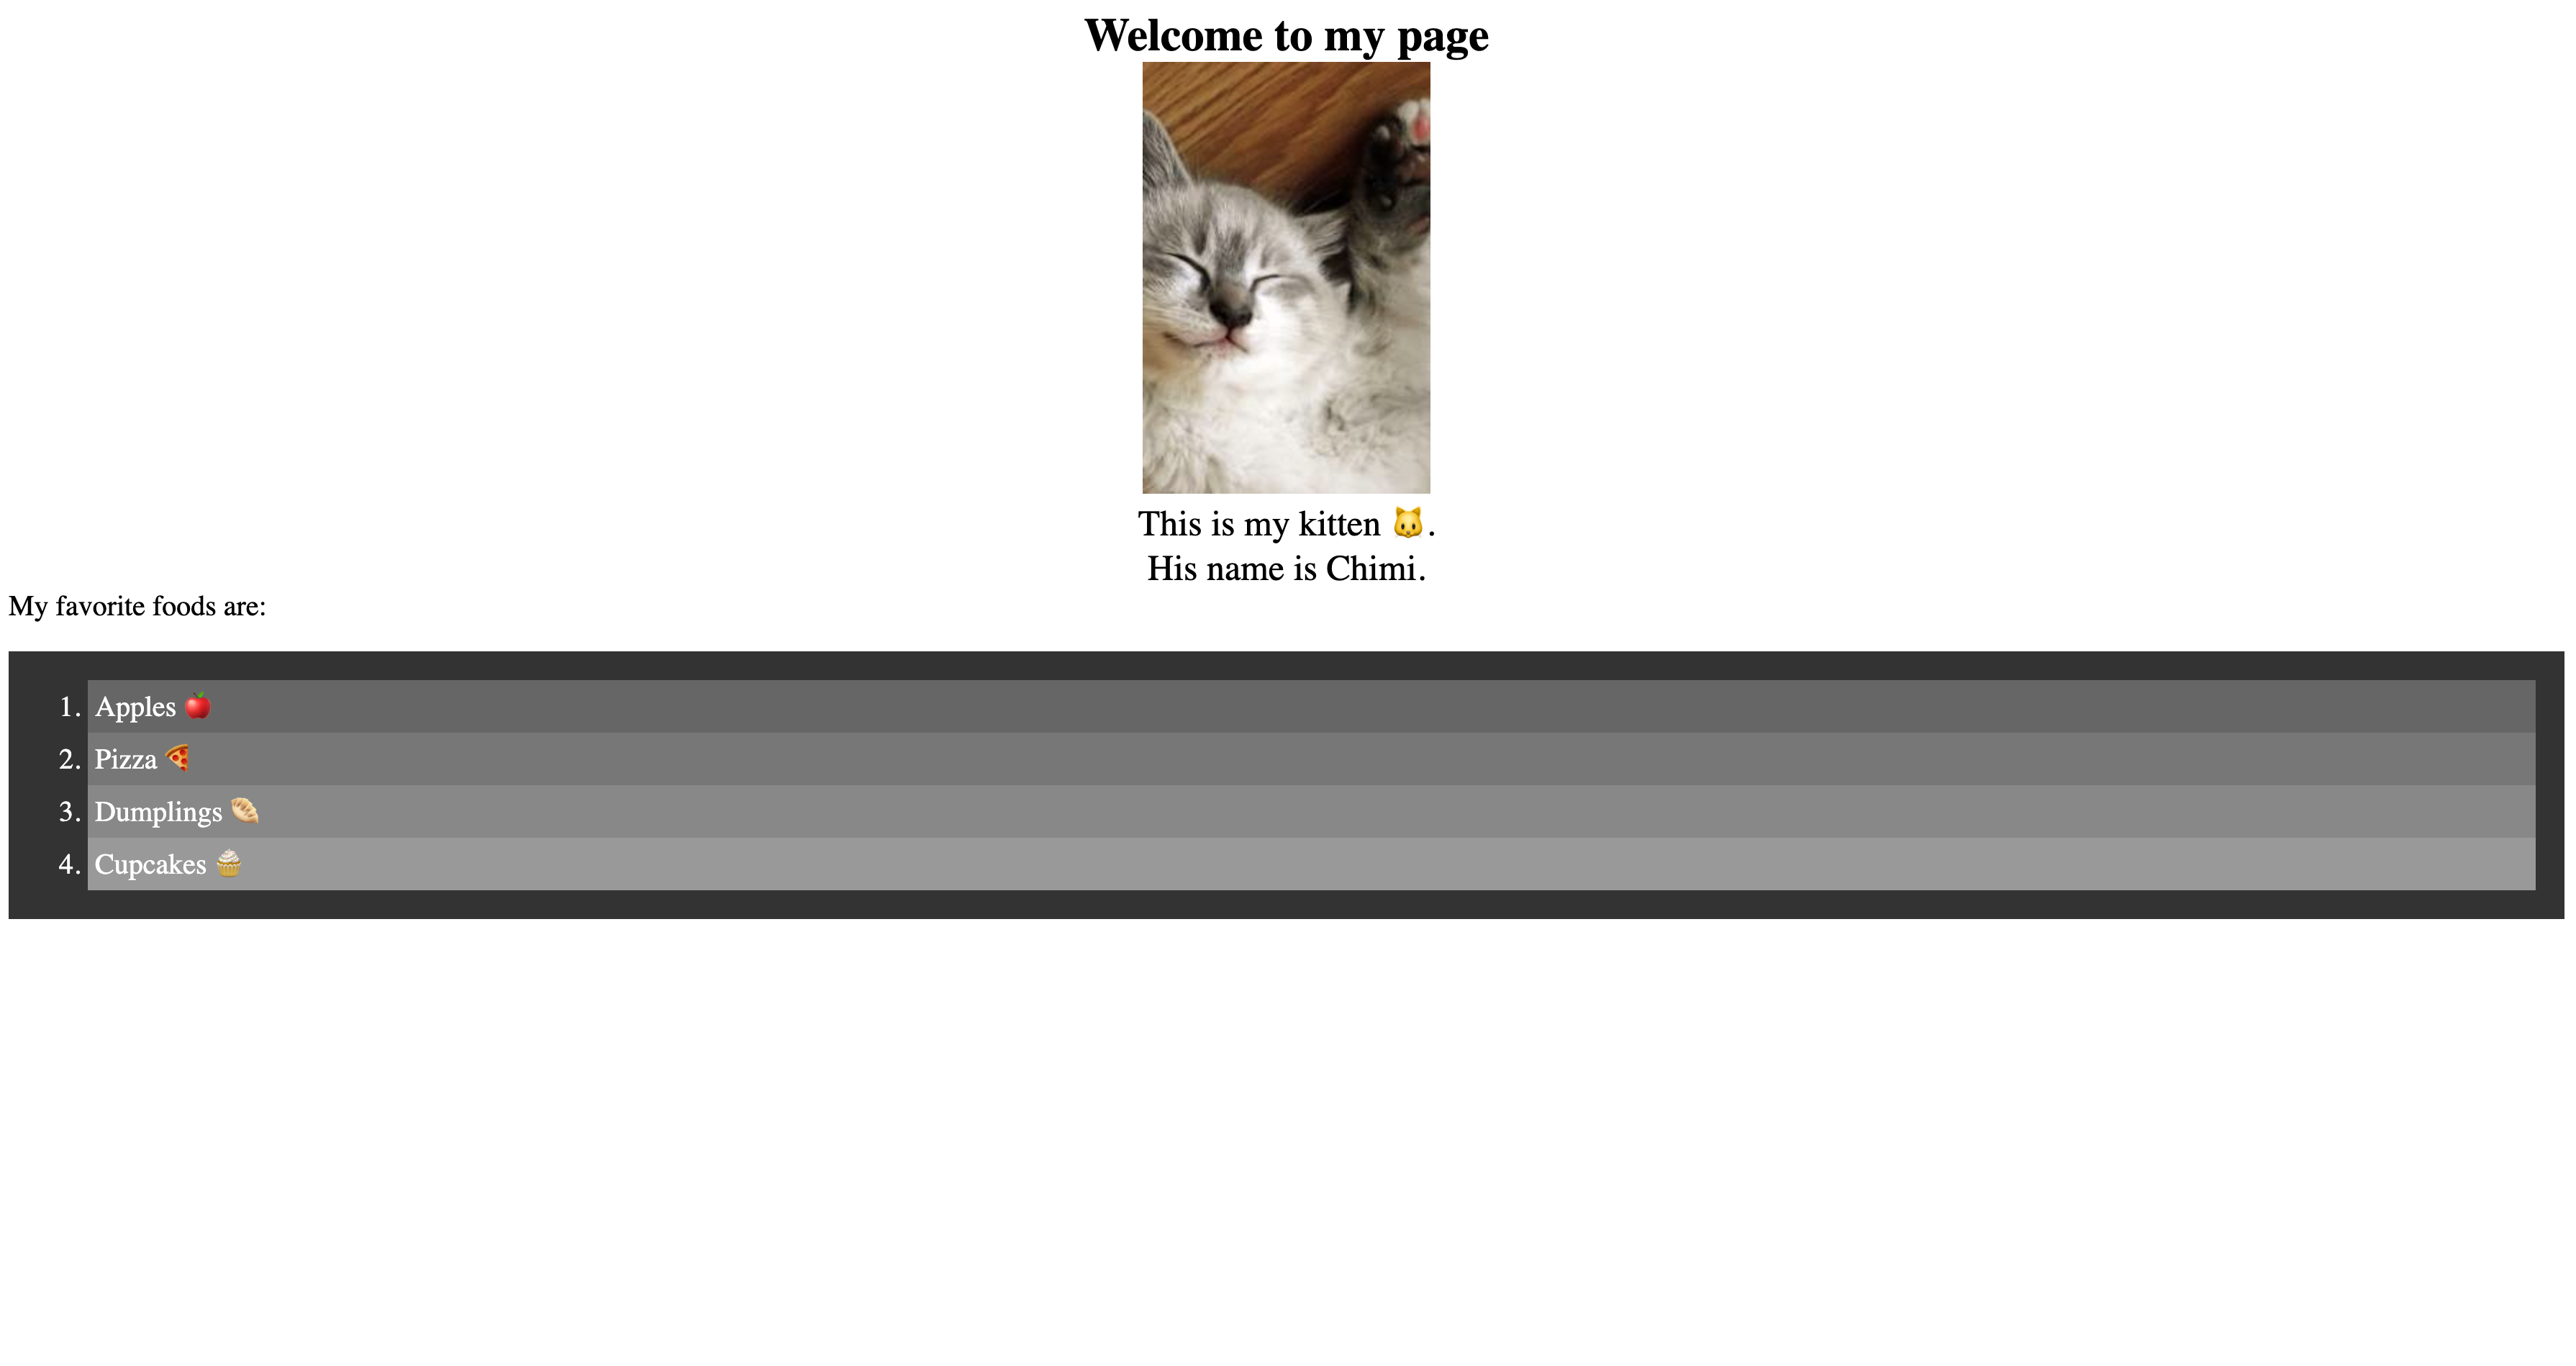 Welcome to my page
This is my kitten 🐱.
His name is Chimi.
My favorite foods are:
1. Apples 🍎
2. Pizza 🍕
3. Dumplings 🥟
4. Cupcakes 🧁